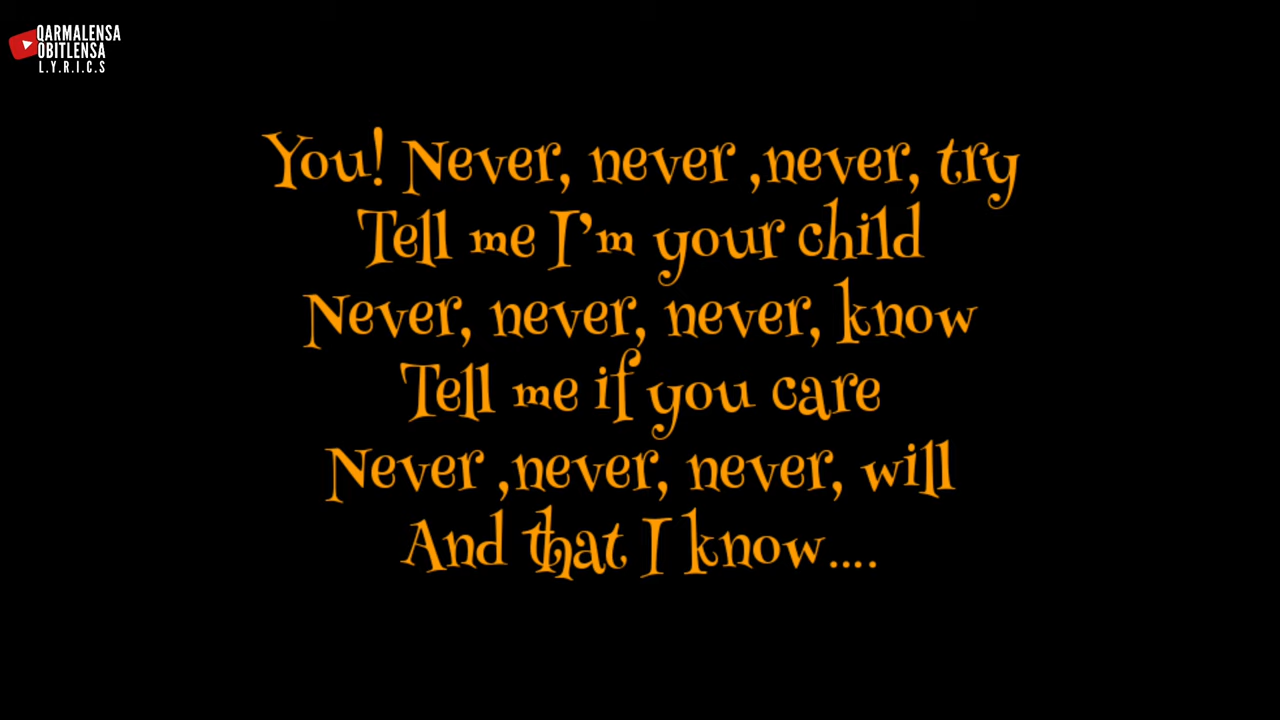 QARMALENSA
OBITLENSA
L.Y.R.I.C.S
You! Never, never ,never, try
Tell me I'm your child
Never, never, never, know
Tell me if you care
Never ,never, never, will
And that I know....